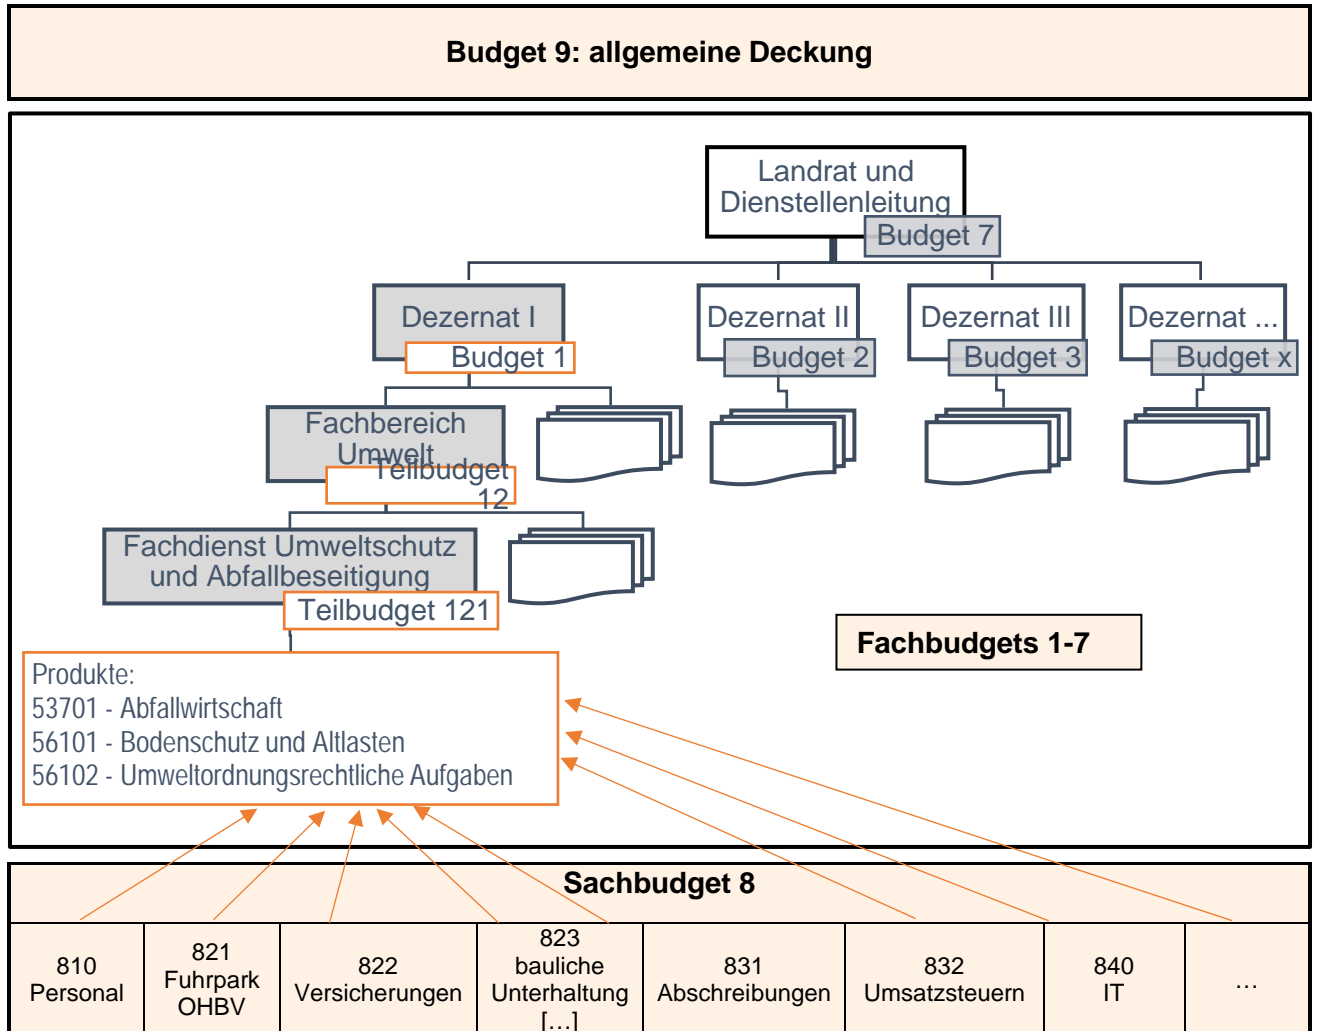 Budget 9: allgemeine Deckung
Landrat und
Dienstellenleitung
Budget 7
Dezernat I
Budget 1
Dezernat II
Budget 2
Dezernat III
Budget 3
Dezernat ...
Budget x
Fachbereich
Umwelt
Teilbudget
12
Fachdienst Umweltschutz
und Abfallbeseitigung
Teilbudget 121
Fachbudgets 1-7
Produkte:
53701 - Abfallwirtschaft
56101 - Bodenschutz und Altlasten
56102 - Umweltordnungsrechtliche Aufgaben
Sachbudget 8
810
Personal
821
Fuhrpark
OHBV
822
Versicherungen
823
bauliche
Unterhaltung
[…]
831
Abschreibungen
832
Umsatzsteuern
840
IT
…